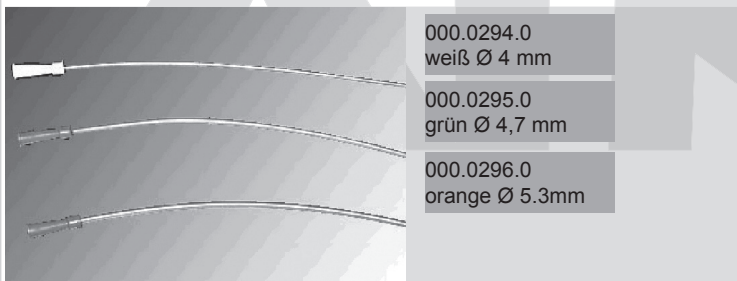 000.0294.0
weiß Ø 4 mm
000.0295.0
grün Ø 4,7 mm
000.0296.0
orange Ø 5.3mm